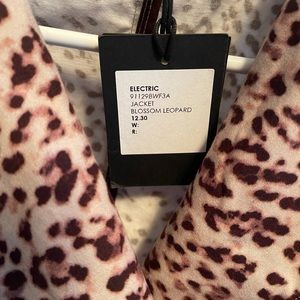 ELECTRIC
91129BWF3A
JACKET
BLOSSOM LEOPARD
12.30
W:
R: